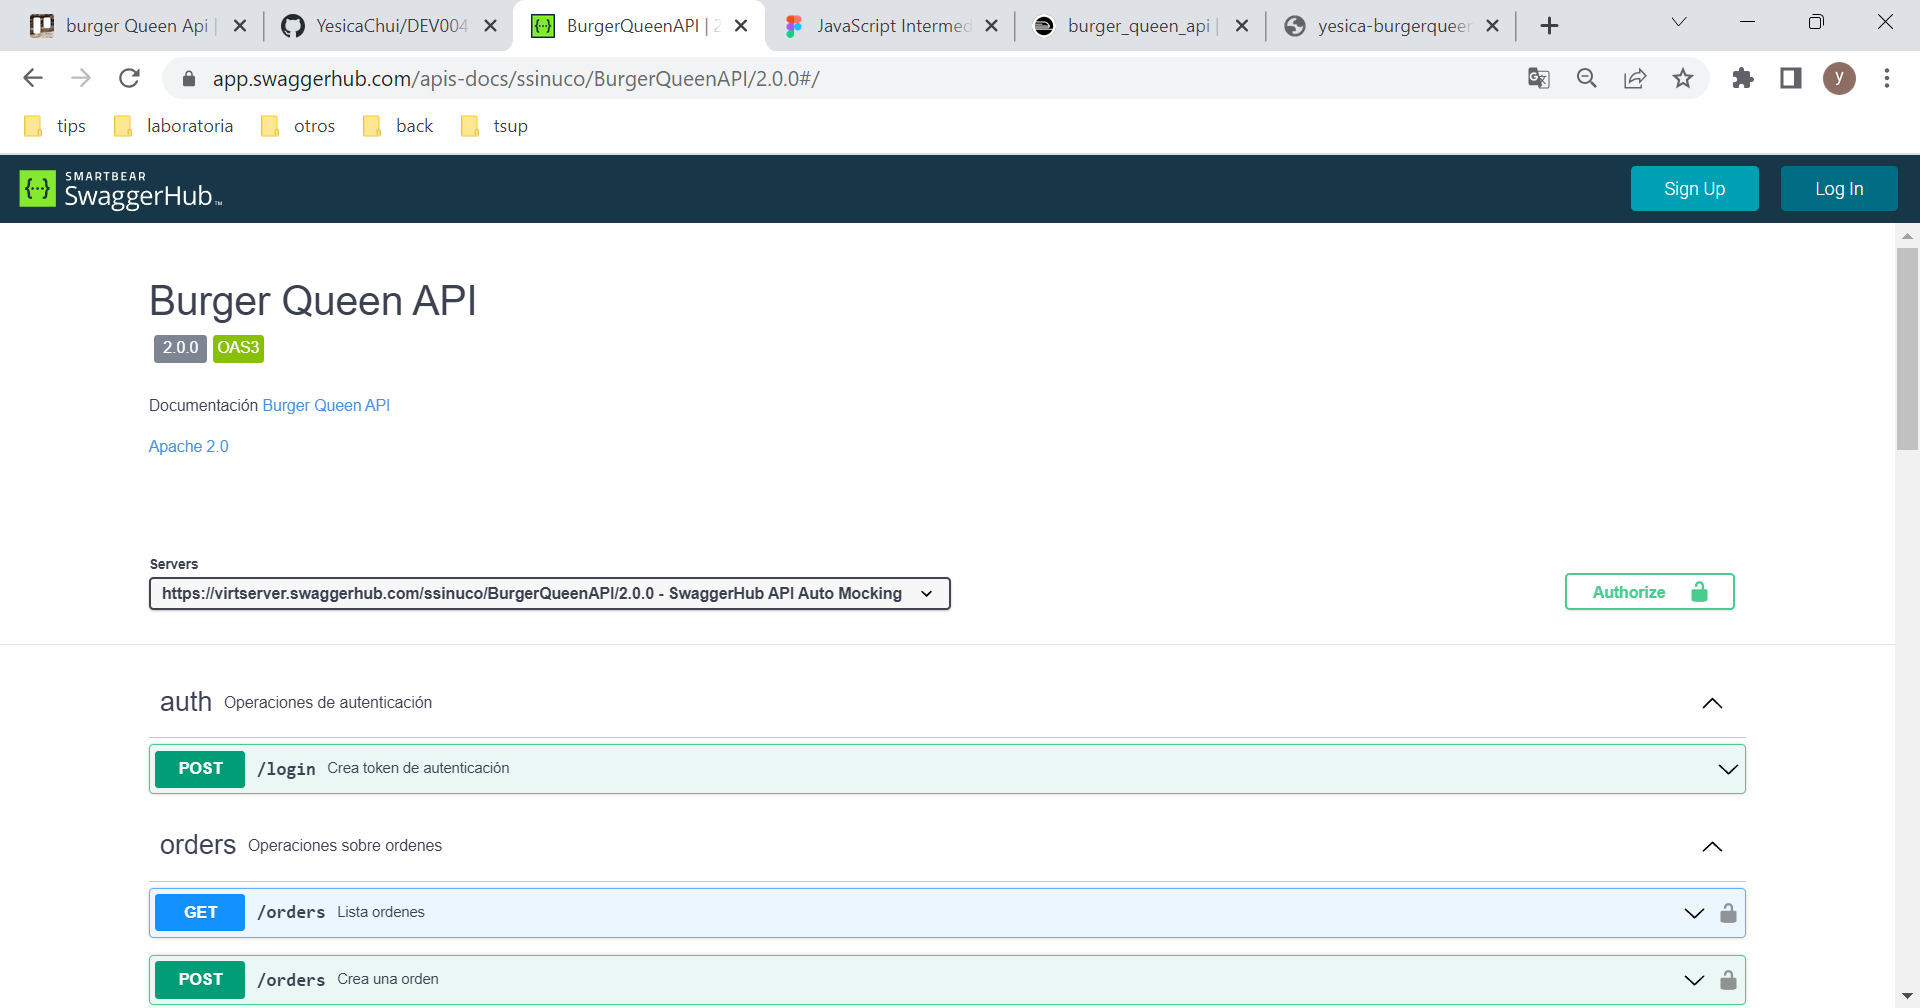 burger Queen Api |
YesicaChui/DEV004
BurgerQueenAPI | 2
JavaScript Intermed
burger_queen_api |
yesica-burgerqueen
app.swaggerhub.com/apis-docs/ssinuco/BurgerQueenAPI/2.0.0#/
y
tips
laboratoria
otros
back
tsup
SMARTBEAR
SwaggerHub™
Sign Up
Log In
Burger Queen API
2.0.0
OAS3
Documentación Burger Queen API
Apache 2.0
Servers
https://virtserver.swaggerhub.com/ssinuco/BurgerQueenAPI/2.0.0 - SwaggerHub API Auto Mocking
Authorize
auth Operaciones de autenticación
POST /login Crea token de autenticación
orders Operaciones sobre ordenes
GET /orders Lista ordenes
POST /orders Crea una orden